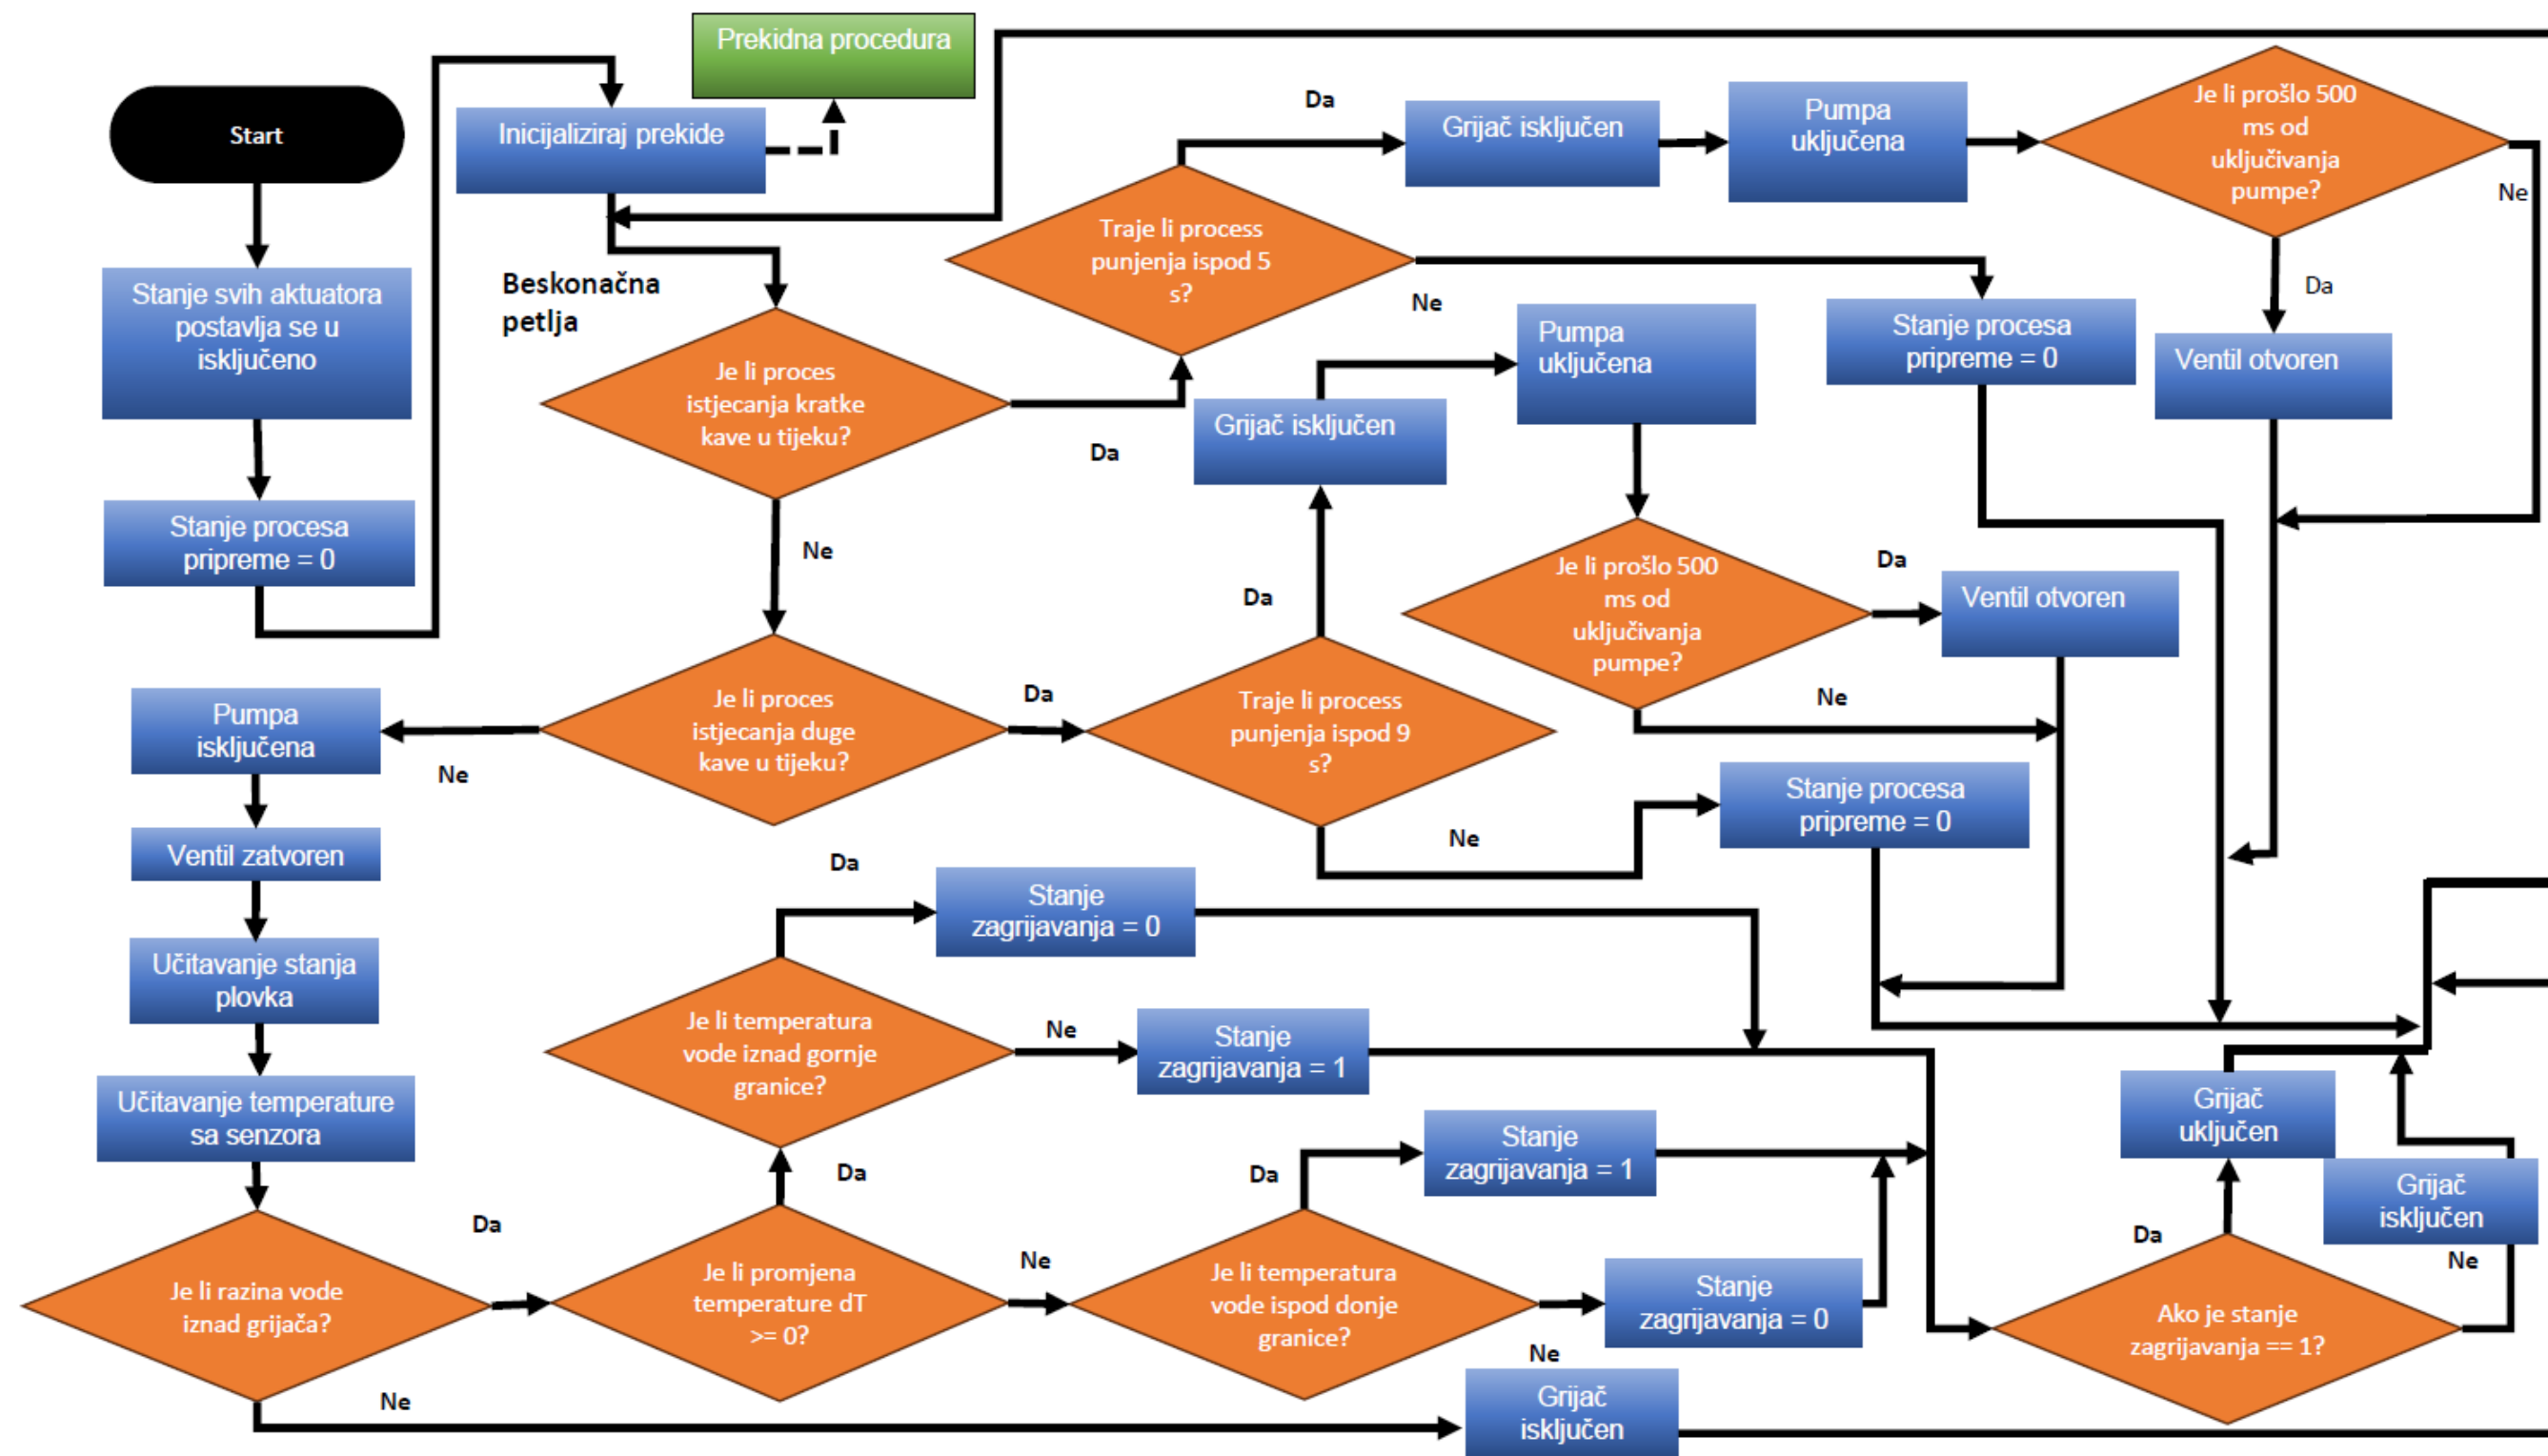 Prekidna procedura
Start
Inicijaliziraj prekide
Da
Grijač isključen
Pumpa
uključena
Je li prošlo 500
ms od
uključivanja
pumpe?
Ne
Traje li process
punjenja ispod 5
s?
Beskonačna
petlja
Stanje svih aktuatora
postavlja se u
isključeno
Da
Ne
Pumpa
uključena
Stanje procesa
pripreme = 0
Ventil otvoren
Je li proces
istjecanja kratke
kave u tijeku?
Da
Grijač isključen
Stanje procesa
pripreme = 0
Ne
Da
Je li prošlo 500
ms od
uključivanja
pumpe?
Da
Ventil otvoren
Ne
Pumpa
isključena
Ne
Je li proces
istjecanja duge
kave u tijeku?
Da
Traje li process
punjenja ispod 9
s?
Stanje procesa
pripreme = 0
Ne
Ventil zatvoren
Da
Stanje
zagrijavanja = 0
Učitavanje stanja
plovka
Je li temperatura
vode iznad gornje
granice?
Ne
Stanje
zagrijavanja = 1
Učitavanje temperature
sa senzora
Da
Da
Stanje
zagrijavanja = 1
Grijač
uključen
Grijač
isključen
Da
Ne
Je li razina vode
iznad grijača?
Da
Je li promjena
temperature dT
>= 0?
Ne
Je li temperatura
vode ispod donje
granice?
Stanje
zagrijavanja = 0
Ne
Ako je stanje
zagrijavanja == 1?
Ne
Grijač
isključen